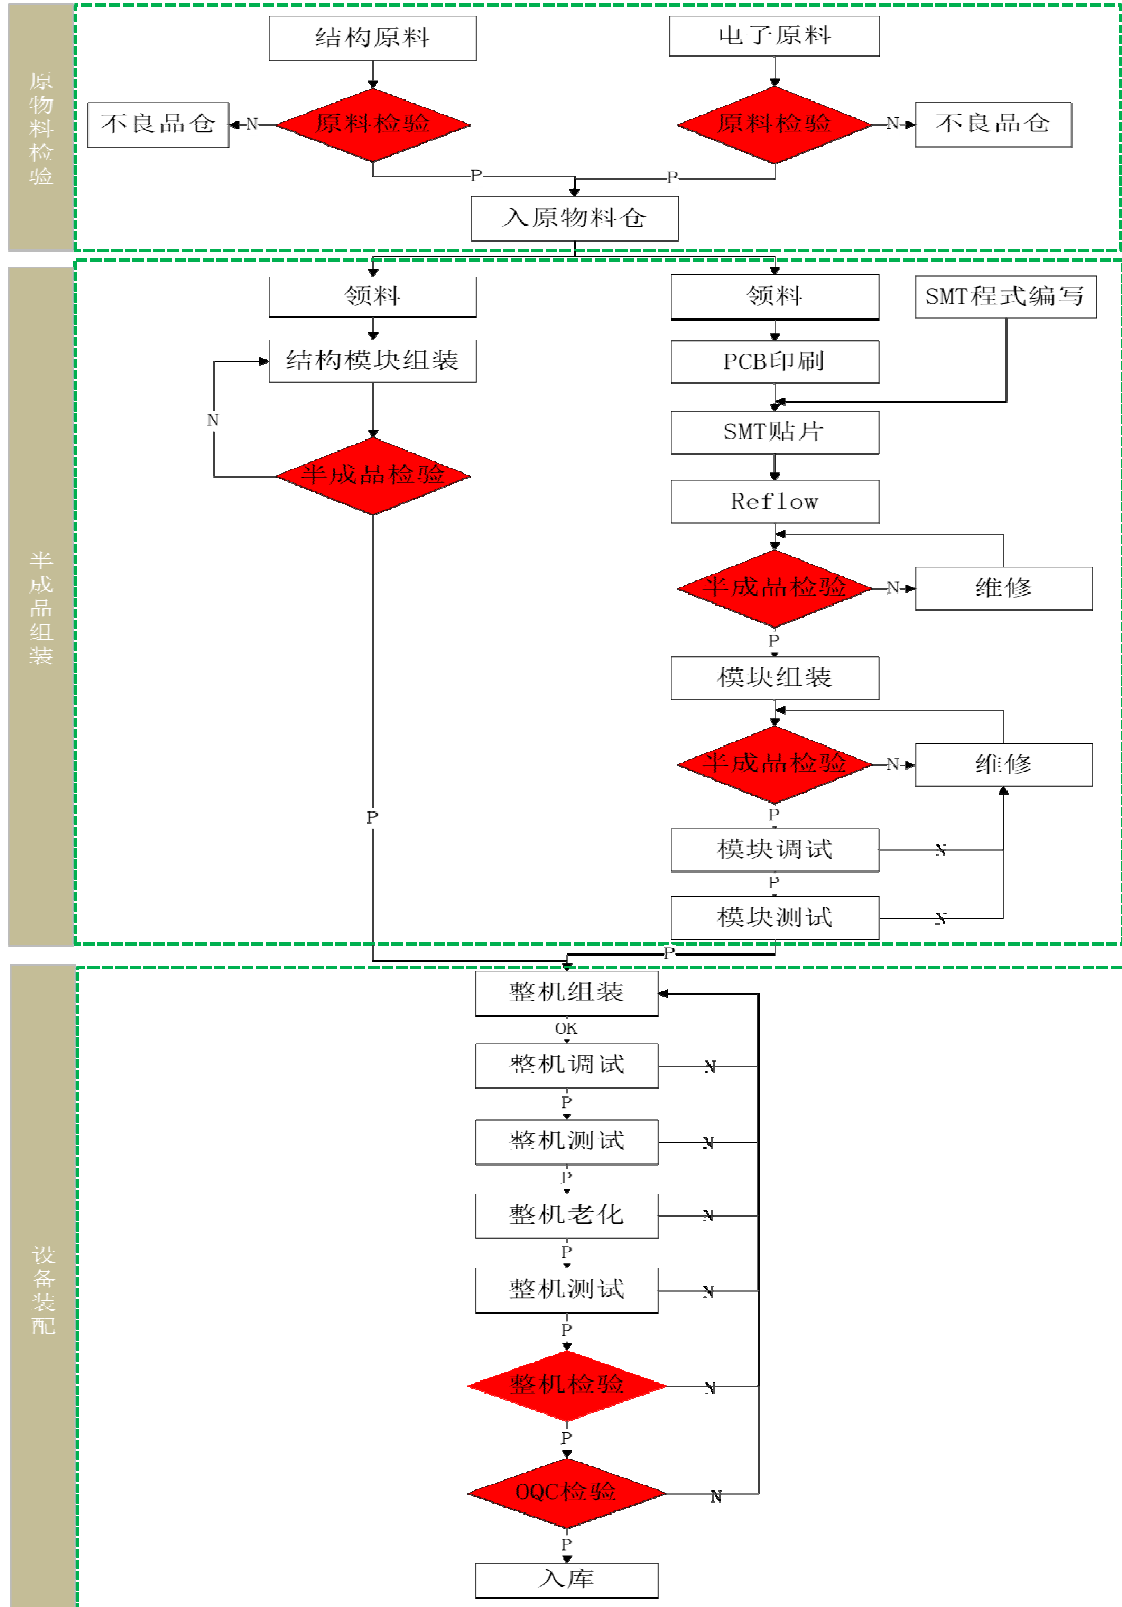 原物料检验
结构原料
电子原料
原料检验
原料检验
不良品仓
N
N
不良品仓
P
P
入原物料仓
半成品组装
领料
领料
SMT程式编写
结构模块组装
PCB印刷
N
SMT贴片
半成品检验
Reflow
半成品检验
N
维修
P
模块组装
半成品检验
N
维修
P
P
模块调试
N
P
模块测试
N
P
设备装配
整机组装
OK
整机调试
N
P
整机测试
N
P
整机老化
N
P
整机测试
N
P
整机检验
N
P
OQC检验
N
P
入库